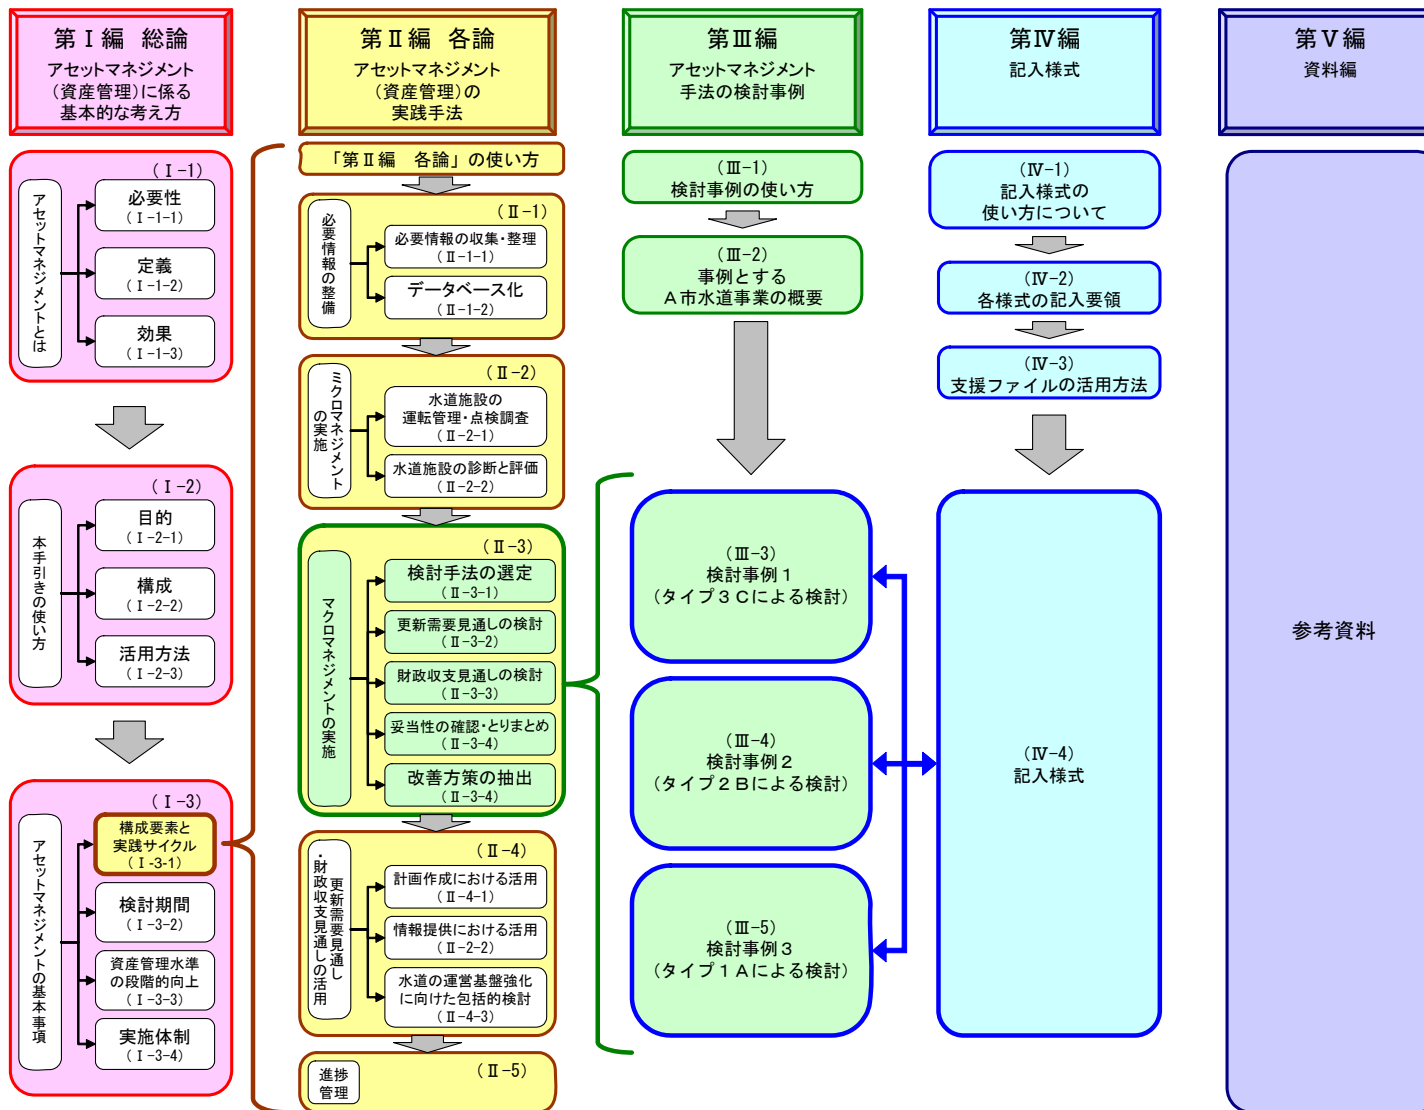 第Ⅰ編 総論
アセットマネジメント
(資産管理)に係る
基本的な考え方
(Ⅰ-1)
アセットマネジメントとは
必要性
(Ⅰ-1-1)
定義
(Ⅰ-1-2)
効果
(Ⅰ-1-3)
(Ⅰ-2)
本手引きの使い方
目的
(Ⅰ-2-1)
構成
(Ⅰ-2-2)
活用方法
(Ⅰ-2-3)
(Ⅰ-3)
アセットマネジメントの基本事項
構成要素と
実践サイクル
(Ⅰ-3-1)
検討期間
(Ⅰ-3-2)
資産管理水準
の段階的向上
(Ⅰ-3-3)
実施体制
(Ⅰ-3-4)
第Ⅱ編 各論
アセットマネジメント
(資産管理)の
実践手法
「第Ⅱ編 各論」の使い方
(Ⅱ-1)
必要情報の整備
必要情報の収集・整理
(Ⅱ-1-1)
データベース化
(Ⅱ-1-2)
(Ⅱ-2)
ミクロマネジメント
の実施
水道施設の
運転管理・点検調査
(Ⅱ-2-1)
水道施設の診断と評価
(Ⅱ-2-2)
(Ⅱ-3)
マクロマネジメントの実施
検討手法の選定
(Ⅱ-3-1)
更新需要見通しの検討
(Ⅱ-3-2)
財政収支見通しの検討
(Ⅱ-3-3)
妥当性の確認・とりまとめ
(Ⅱ-3-4)
改善方策の抽出
(Ⅱ-3-4)
(Ⅱ-4)
更新需要見通し
・財政収支見通しの活用
計画作成における活用
(Ⅱ-4-1)
情報提供における活用
(Ⅱ-2-2)
水道の運営基盤強化
に向けた包括的検討
(Ⅱ-4-3)
(Ⅱ-5)
進捗
管理
第Ⅲ編
アセットマネジメント
手法の検討事例
(Ⅲ-1)
検討事例の使い方
(Ⅲ-2)
事例とする
A市水道事業の概要
(Ⅲ-3)
検討事例1
(タイプ3Cによる検討)
(Ⅲ-4)
検討事例2
(タイプ2Bによる検討)
(Ⅲ-5)
検討事例3
(タイプ1Aによる検討)
第Ⅳ編
記入様式
(Ⅳ-1)
記入様式の
使い方について
(Ⅳ-2)
各様式の記入要領
(Ⅳ-3)
支援ファイルの活用方法
(Ⅳ-4)
記入様式
第Ⅴ編
資料編
参考資料